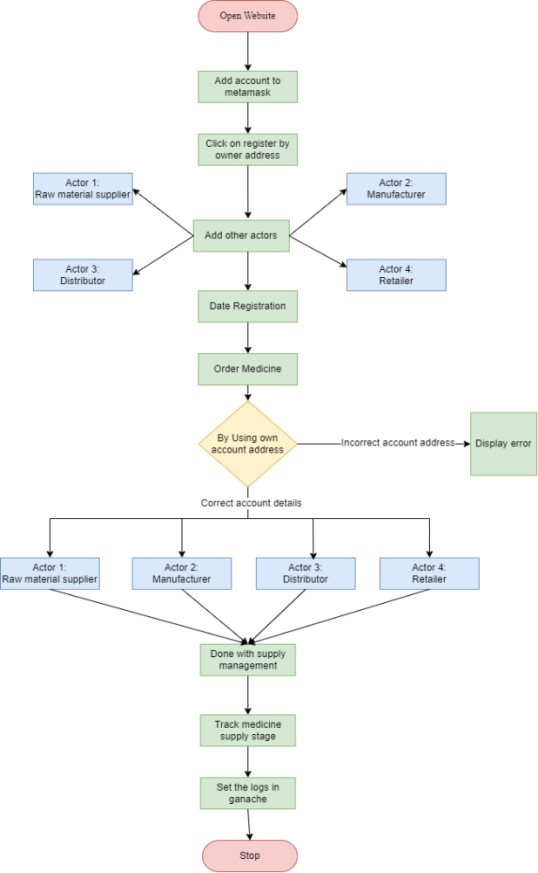 Open Website
Add account to
metamask
Click on register by
owner address
Actor 1:
Raw material supplier
Actor 2:
Manufacturer
Add other actors
Actor 3:
Distributor
Actor 4:
Retailer
Date Registration
Order Medicine
By Using own
account address
Incorrect account address
Display error
Correct account details
Actor 1:
Raw material supplier
Actor 2:
Manufacturer
Actor 3:
Distributor
Actor 4:
Retailer
Done with supply
management
Track medicine
supply stage
Set the logs in
ganache
Stop